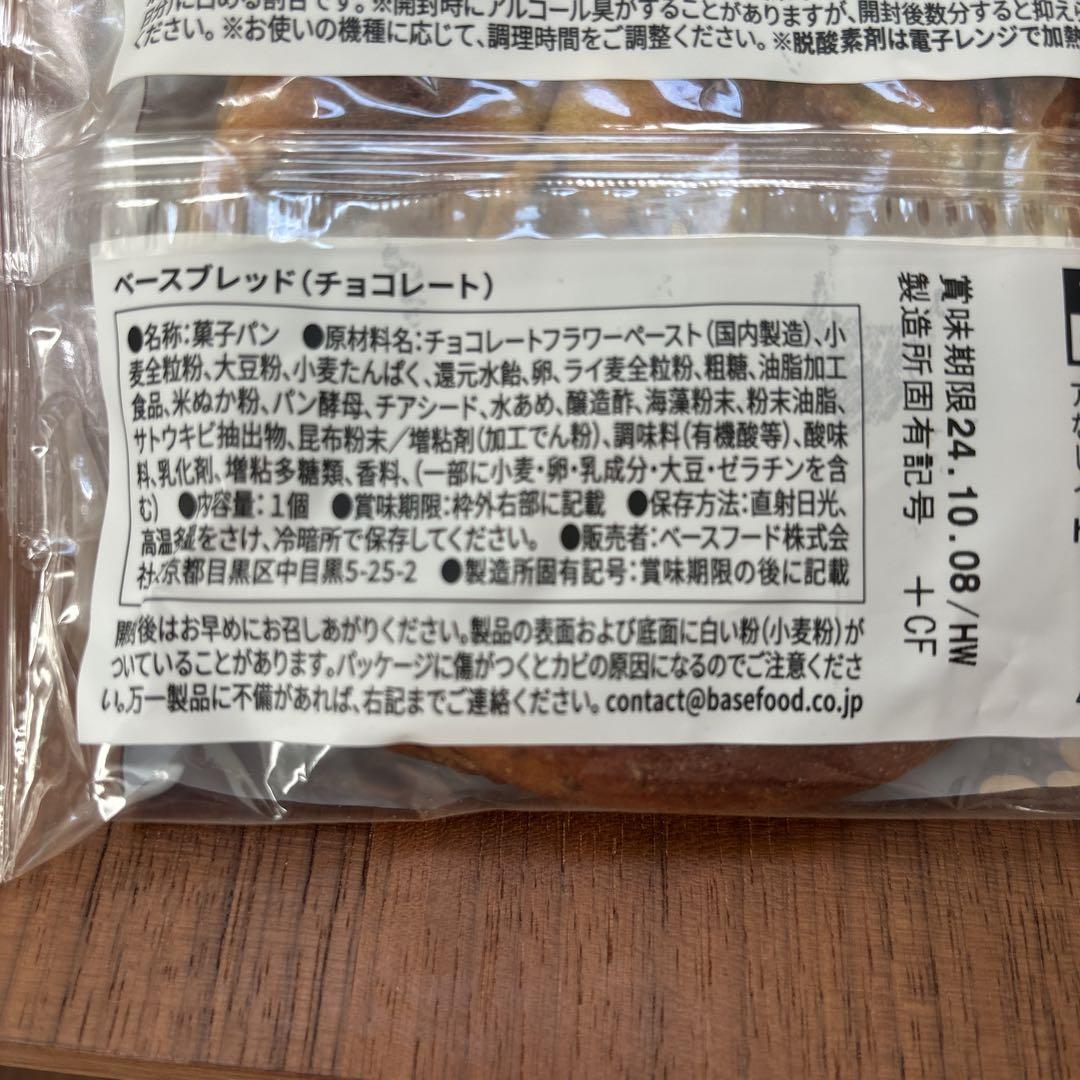 に占める割合です。※開封時にアルコール臭がすることがありますが、開封後数分すると抑えら
ください。※お使いの機種に応じて、調理時間をご調整ください。※脱酸素剤は電子レンジで加熱
ベースブレッド(チョコレート)
●名称:菓子パン ●原材料名:チョコレートフラワーペースト(国内製造)、小
麦全粒粉、大豆粉、小麦たんぱく、還元水飴、卵、ライ麦全粒粉、粗糖、油脂加工
食品、米ぬか粉、パン酵母、チアシード、水あめ、醸造酢、海藻粉末、粉末油脂、
サトウキビ抽出物、昆布粉末/増粘剤(加工でん粉)、調味料(有機酸等)、酸味
料、乳化剤、増粘多糖類、香料、(一部に小麦・卵・乳成分・大豆・ゼラチンを含
む) ●内容量:1個 ●賞味期限:枠外右部に記載 ●保存方法:直射日光、
高温多湿をさけ、冷暗所で保存してください。 ●販売者:ベースフード株式会
社 京都目黒区中目黒5-25-2 ●製造所固有記号:賞味期限の後に記載
開封後はお早めにお召しあがりください。製品の表面および底面に白い粉(小麦粉)が
ついていることがあります。パッケージに傷がつくとカビの原因になるのでご注意くださ
い。万一製品に不備があれば、右記までご連絡ください。contact@basefood.co.jp
賞味期限24.10.08/HW
製造所固有記号 +CF